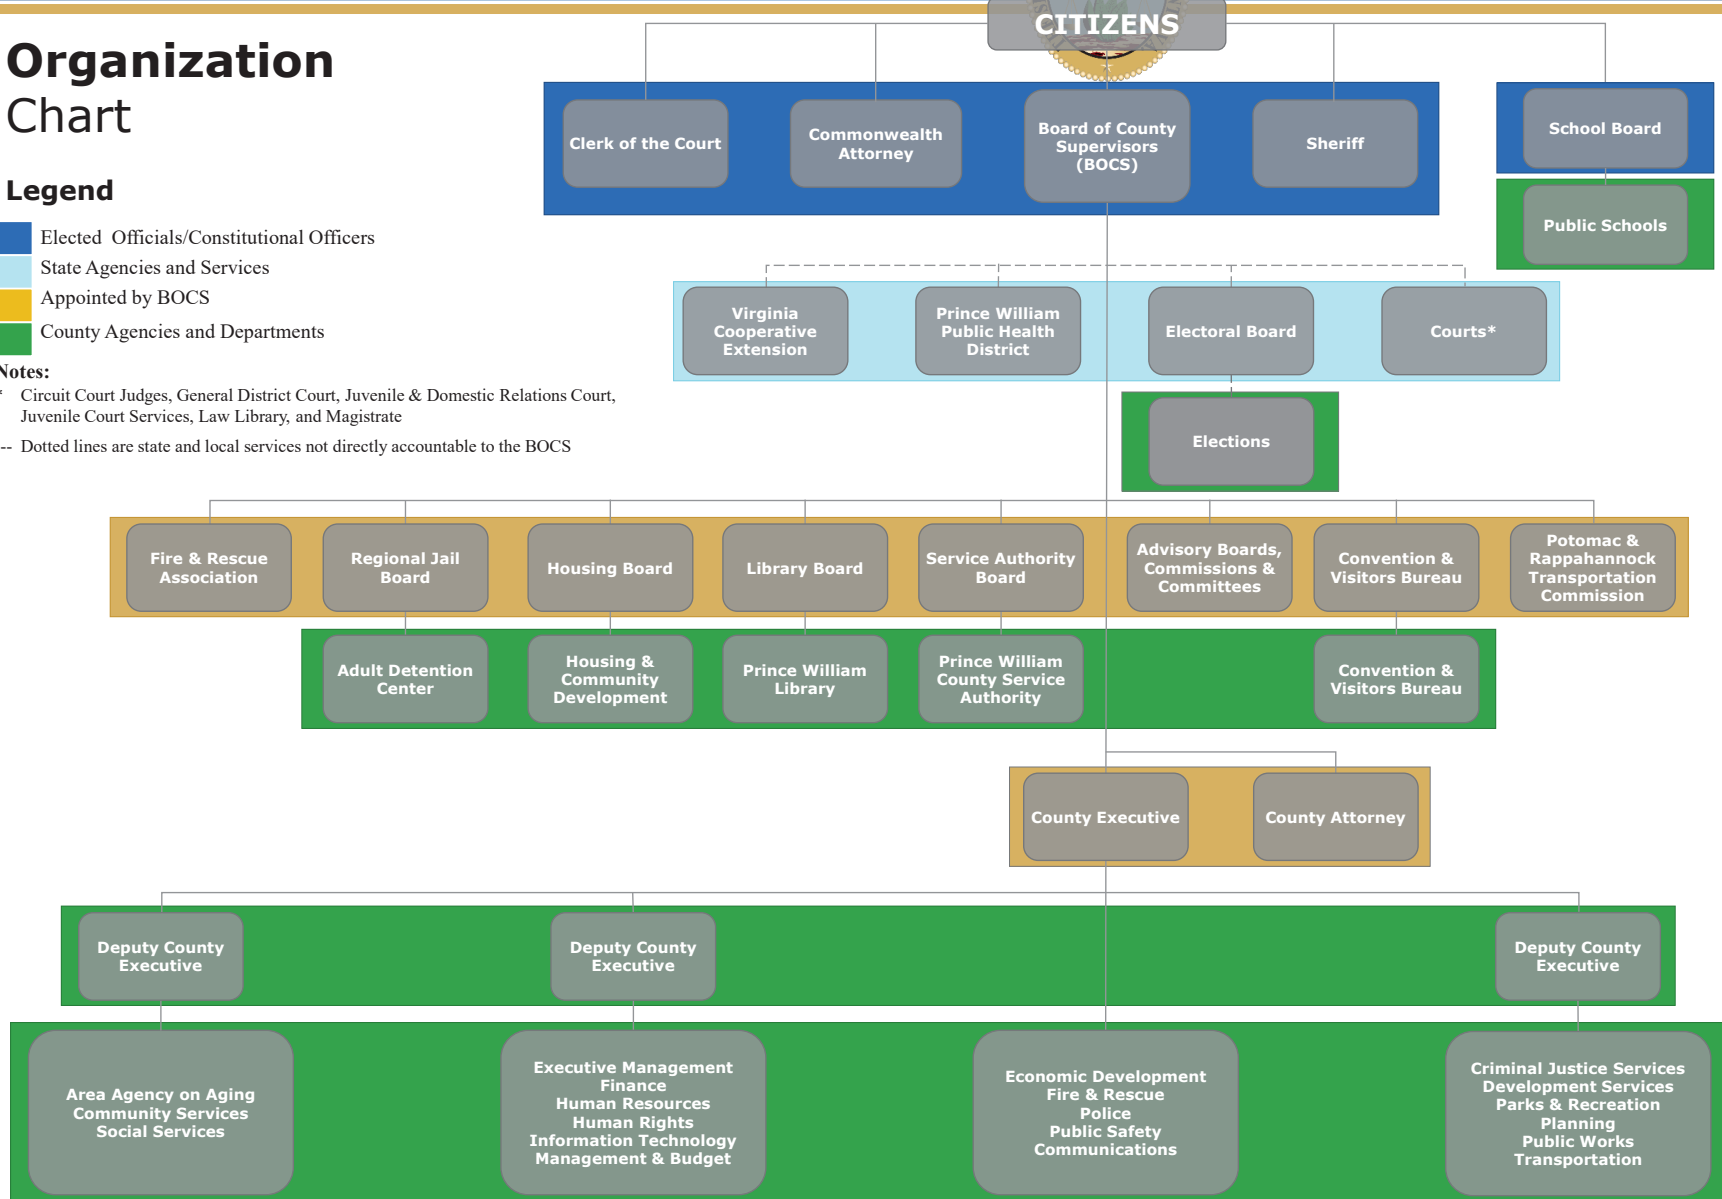 CITIZENS
Organization
Chart
Clerk of the Court
Commonwealth
Attorney
Board of County
Supervisors
(BOCS)
Sheriff
School Board
Public Schools
Legend
Elected Officials/Constitutional Officers
State Agencies and Services
Appointed by BOCS
County Agencies and Departments
Notes:
* Circuit Court Judges, General District Court, Juvenile & Domestic Relations Court,
Juvenile Court Services, Law Library, and Magistrate
-- Dotted lines are state and local services not directly accountable to the BOCS
Virginia
Cooperative
Extension
Prince William
Public Health
District
Electoral Board
Courts*
Elections
Fire & Rescue
Association
Regional Jail
Board
Housing Board
Library Board
Service Authority
Board
Advisory Boards,
Commissions &
Committees
Convention &
Visitors Bureau
Potomac &
Rappahannock
Transportation
Commission
Adult Detention
Center
Housing &
Community
Development
Prince William
Library
Prince William
County Service
Authority
Convention &
Visitors Bureau
County Executive
County Attorney
Deputy County
Executive
Deputy County
Executive
Deputy County
Executive
Area Agency on Aging
Community Services
Social Services
Executive Management
Finance
Human Resources
Human Rights
Information Technology
Management & Budget
Economic Development
Fire & Rescue
Police
Public Safety
Communications
Criminal Justice Services
Development Services
Parks & Recreation
Planning
Public Works
Transportation